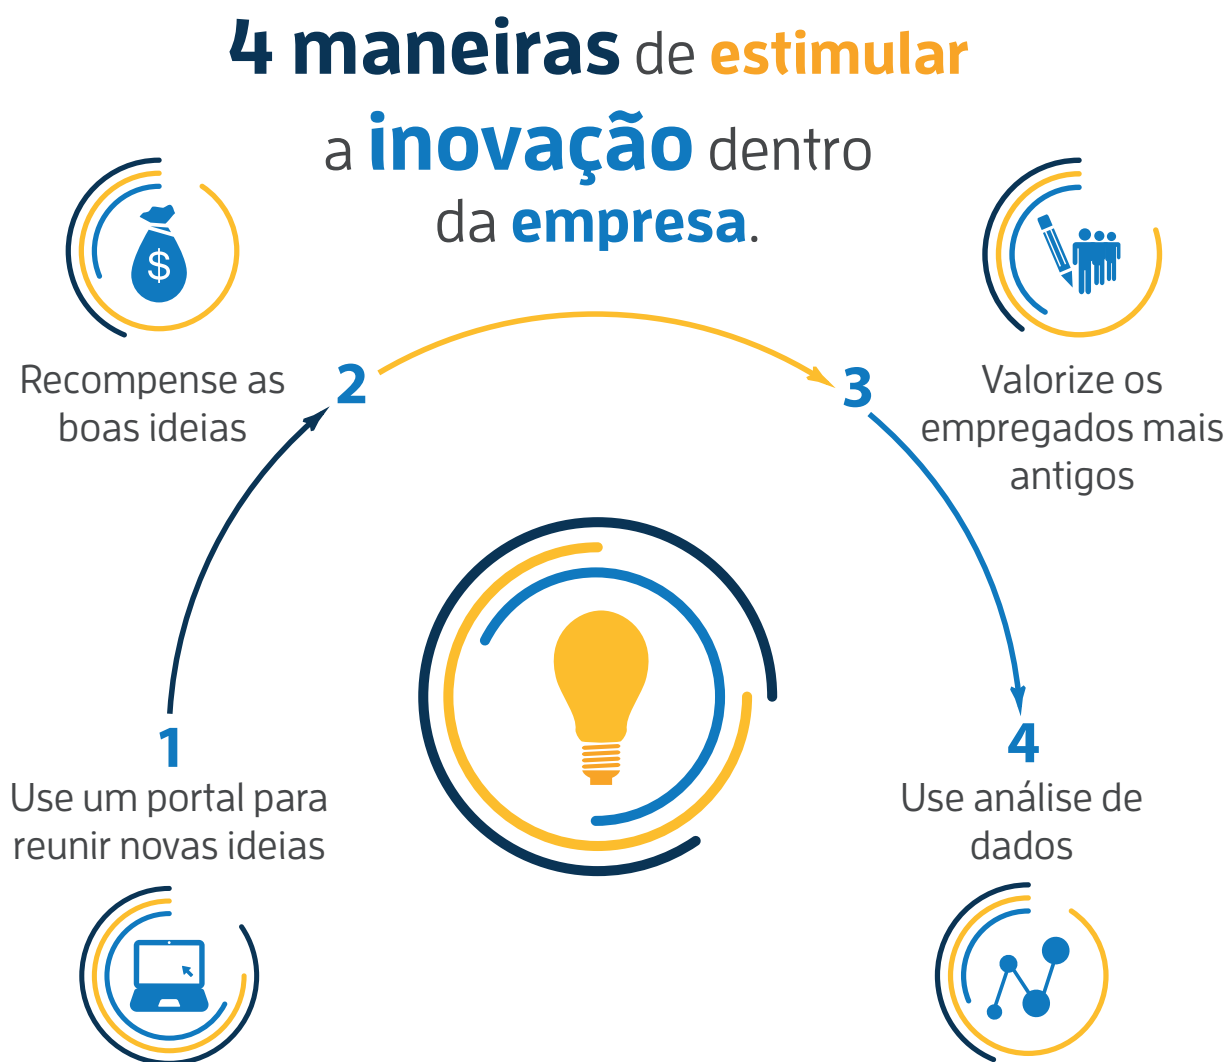 4 maneiras de estimular
a inovação dentro
da empresa.
1
Use um portal para
reunir novas ideias
2
Recompense as
boas ideias
$
3
Valorize os
empregados mais
antigos
4
Use análise de
dados